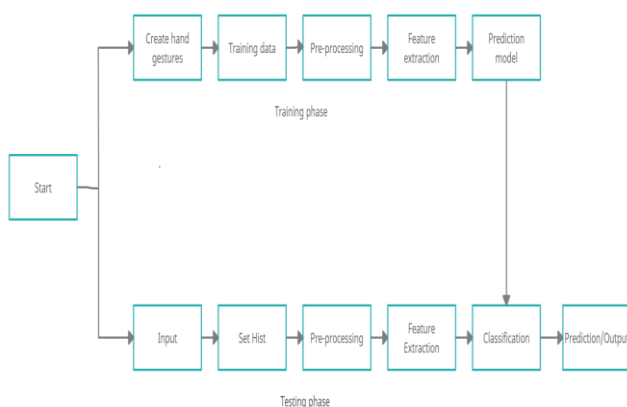 Create hand
gestures
Training data
Pre-processing
Feature
extraction
Prediction
model
Training phase
Start
Input
Set Hist
Pre-processing
Feature
Extraction
Classification
Prediction/Output
Testing phase